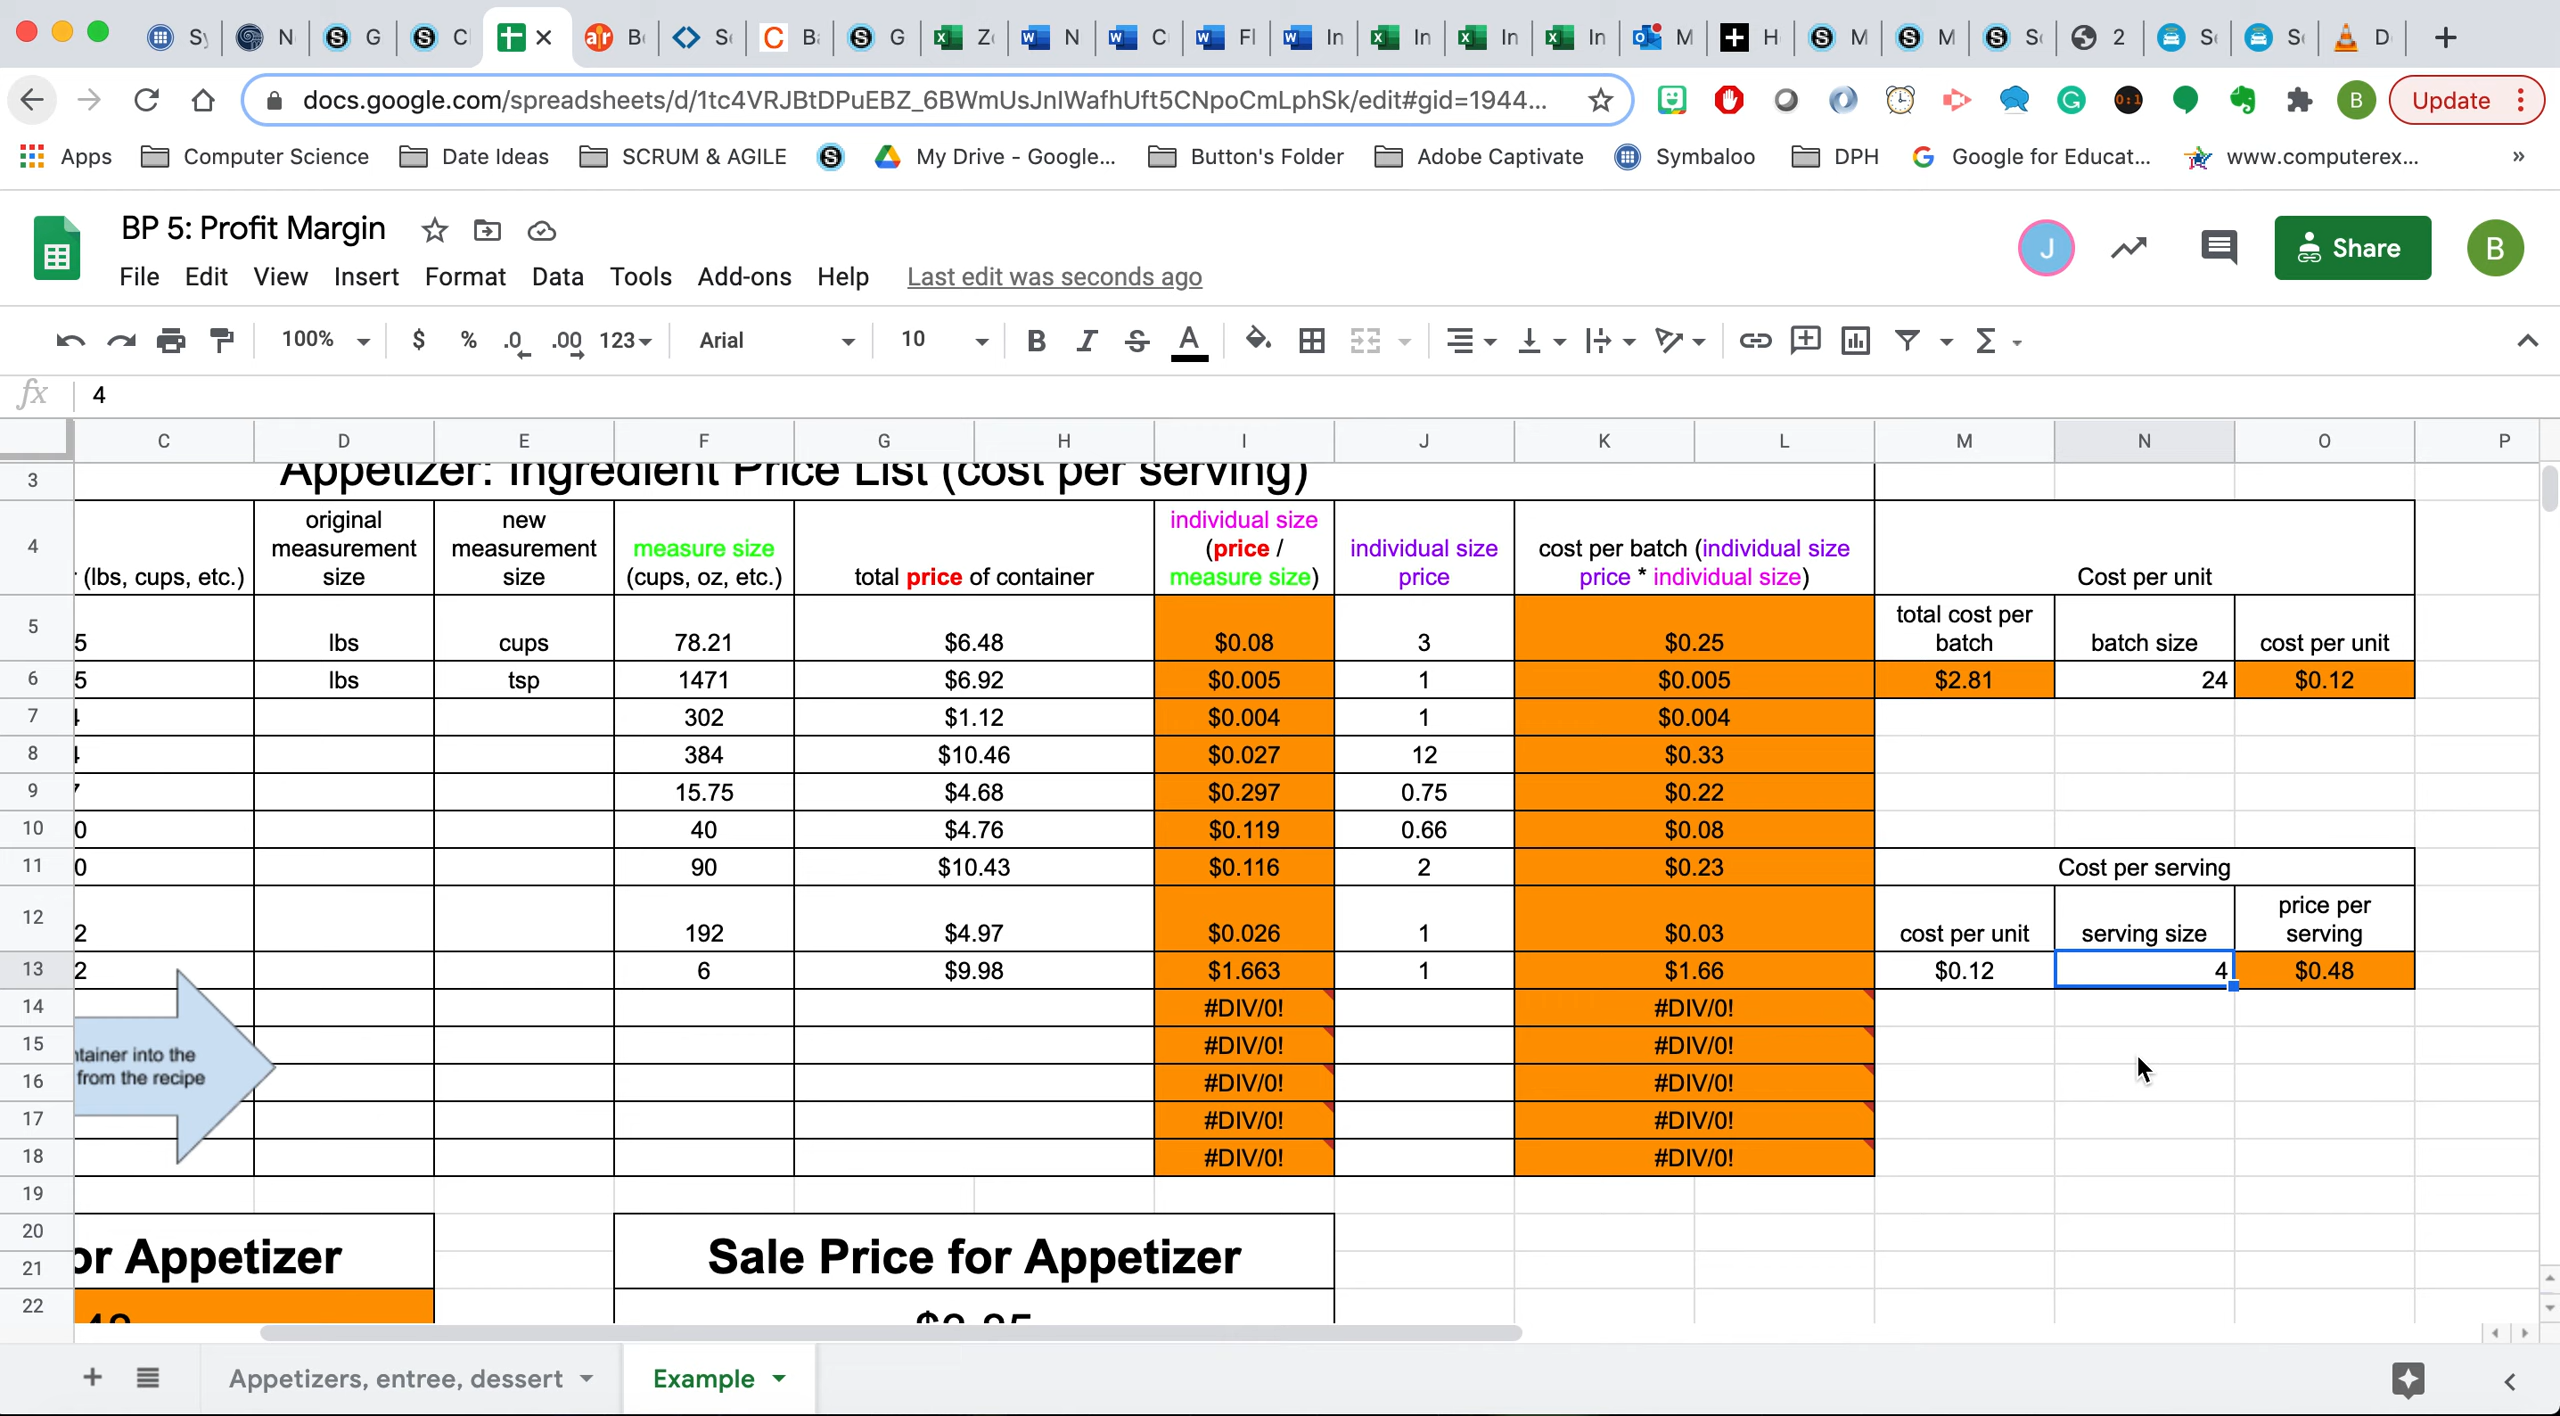 Sy N G C B S B G Z N C Fl In In In In M H M M S 2 S S D
docs.google.com/spreadsheets/d/1tc4VRJBtDPuEBZ_6BWmUsJnlWafhUft5CNpoCmLphSk/edit#gid=1944...
B Update
Apps Computer Science Date Ideas SCRUM & AGILE My Drive - Google... Button's Folder Adobe Captivate Symbaloo DPH Google for Educat... www.computerex... »
BP 5: Profit Margin
File Edit View Insert Format Data Tools Add-ons Help Last edit was seconds ago
J Share B
100% $ % .0 .00 123 Arial 10 B I S A Σ
fx 4
C D E F G H I J K L M N O P
3 Appetizer: Ingredient Price List (cost per serving)
4 (lbs, cups, etc.) original measurement size new measurement size measure size (cups, oz, etc.) total price of container individual size (price / measure size) individual size price cost per batch (individual size price * individual size) Cost per unit
5 5 lbs cups 78.21 $6.48 $0.08 3 $0.25 total cost per batch batch size cost per unit
6 5 lbs tsp 1471 $6.92 $0.005 1 $0.005 $2.81 24 $0.12
7 302 $1.12 $0.004 1 $0.004
8 384 $10.46 $0.027 12 $0.33
9 15.75 $4.68 $0.297 0.75 $0.22
10 0 40 $4.76 $0.119 0.66 $0.08
11 0 90 $10.43 $0.116 2 $0.23 Cost per serving
12 2 192 $4.97 $0.026 1 $0.03 cost per unit serving size price per serving
13 2 6 $9.98 $1.663 1 $1.66 $0.12 4 $0.48
14 #DIV/0! #DIV/0!
15 ntainer into the #DIV/0! #DIV/0!
16 from the recipe #DIV/0! #DIV/0!
17 #DIV/0! #DIV/0!
18 #DIV/0! #DIV/0!
19
20
21 or Appetizer Sale Price for Appetizer
22
+ Appetizers, entree, dessert Example